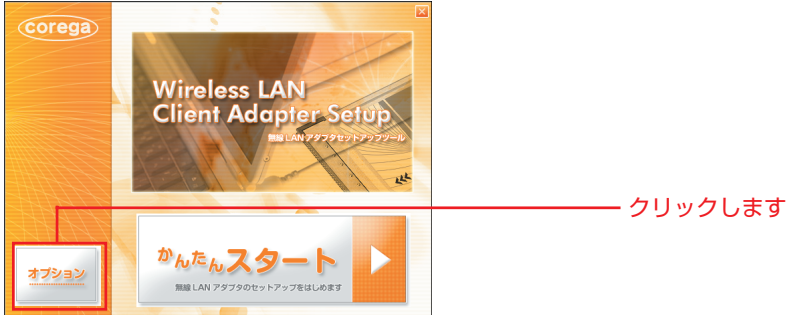 corega
Wireless LAN
Client Adapter Setup
無線LANアダプタセットアップツール
クリックします
オプション
かんたんスタート
無線 LAN アダプタのセットアップをはじめます